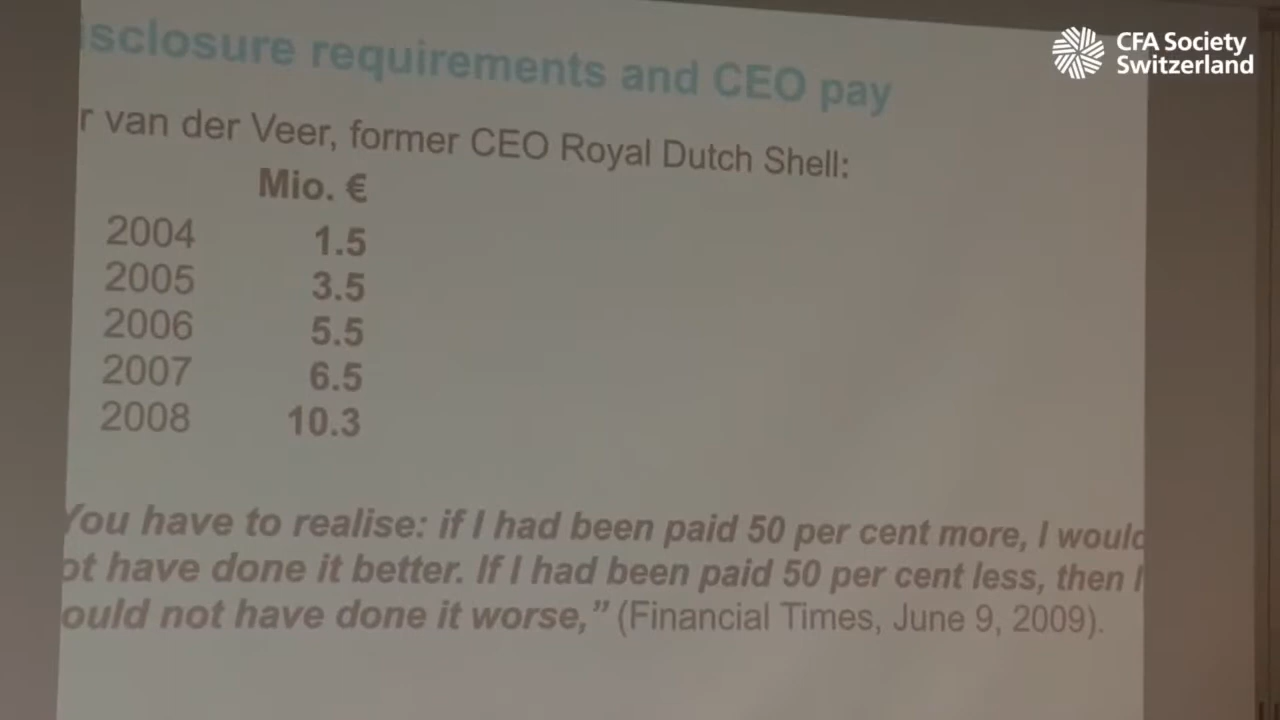 isclosure requirements and CEO pay
r van der Veer, former CEO Royal Dutch Shell:
Mio. €
2004 1.5
2005 3.5
2006 5.5
2007 6.5
2008 10.3
You have to realise: if I had been paid 50 per cent more, I would
ot have done it better. If I had been paid 50 per cent less, then I
ould not have done it worse,” (Financial Times, June 9, 2009).
CFA Society
Switzerland